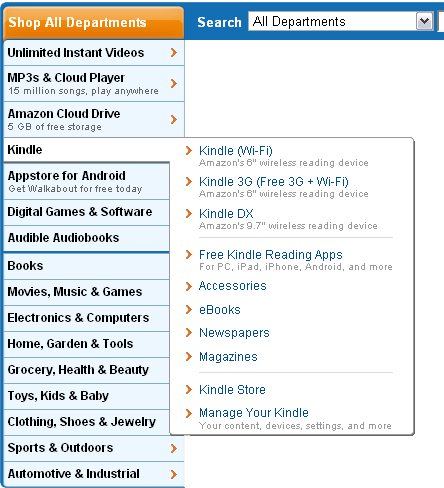 Shop All Departments
Search
All Departments
Unlimited Instant Videos
MP3s & Cloud Player
15 million songs, play anywhere
Amazon Cloud Drive
5 GB of free storage
Kindle
Appstore for Android
Get Walkabout for free today
Digital Games & Software
Audible Audiobooks
Books
Movies, Music & Games
Electronics & Computers
Home, Garden & Tools
Grocery, Health & Beauty
Toys, Kids & Baby
Clothing, Shoes & Jewelry
Sports & Outdoors
Automotive & Industrial
Kindle (Wi-Fi)
Amazon's 6" wireless reading device
Kindle 3G (Free 3G + Wi-Fi)
Amazon's 6" wireless reading device
Kindle DX
Amazon's 9.7" wireless reading device
Free Kindle Reading Apps
For PC, iPad, iPhone, Android, and more
Accessories
eBooks
Newspapers
Magazines
Kindle Store
Manage Your Kindle
Your content, devices, settings, and more